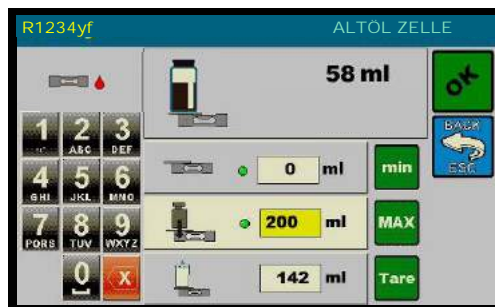 R1234yf ALTÖL ZELLE
58 ml
OK
1 2 3
ABC DEF
BACK
ESC
0 ml min
4 5 6
GHI JKL MNO
200 ml MAX
7 8 9
PQRS TUV WXYZ
142 ml Tare
0 X